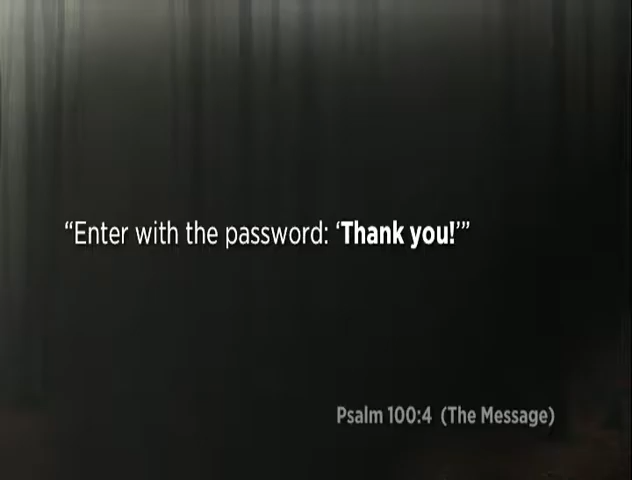 “Enter with the password: ‘Thank you!’”
Psalm 100:4 (The Message)